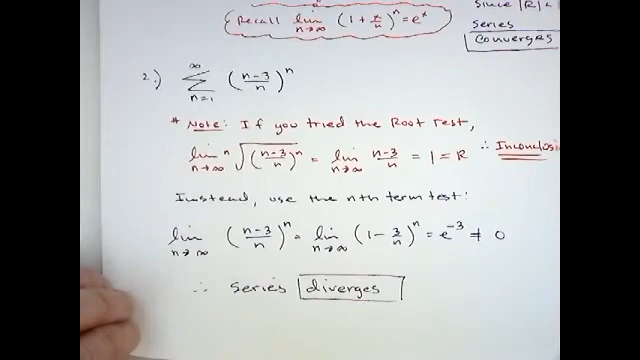 Since |R| <
Recall lim n→∞ (1 + x/n)^n = e^x
Series
Converges
2.) ∞ Σ n=1 ((n-3)/n)^n
* Note: If you tried the Root Test,
lim n→∞ n√((n-3)/n)^n = lim n→∞ (n-3)/n = 1 = R ∴ Inconclusi
Instead, use the nth term test:
lim n→∞ ((n-3)/n)^n = lim n→∞ (1 - 3/n)^n = e^-3 ≠ 0
∴ Series diverges